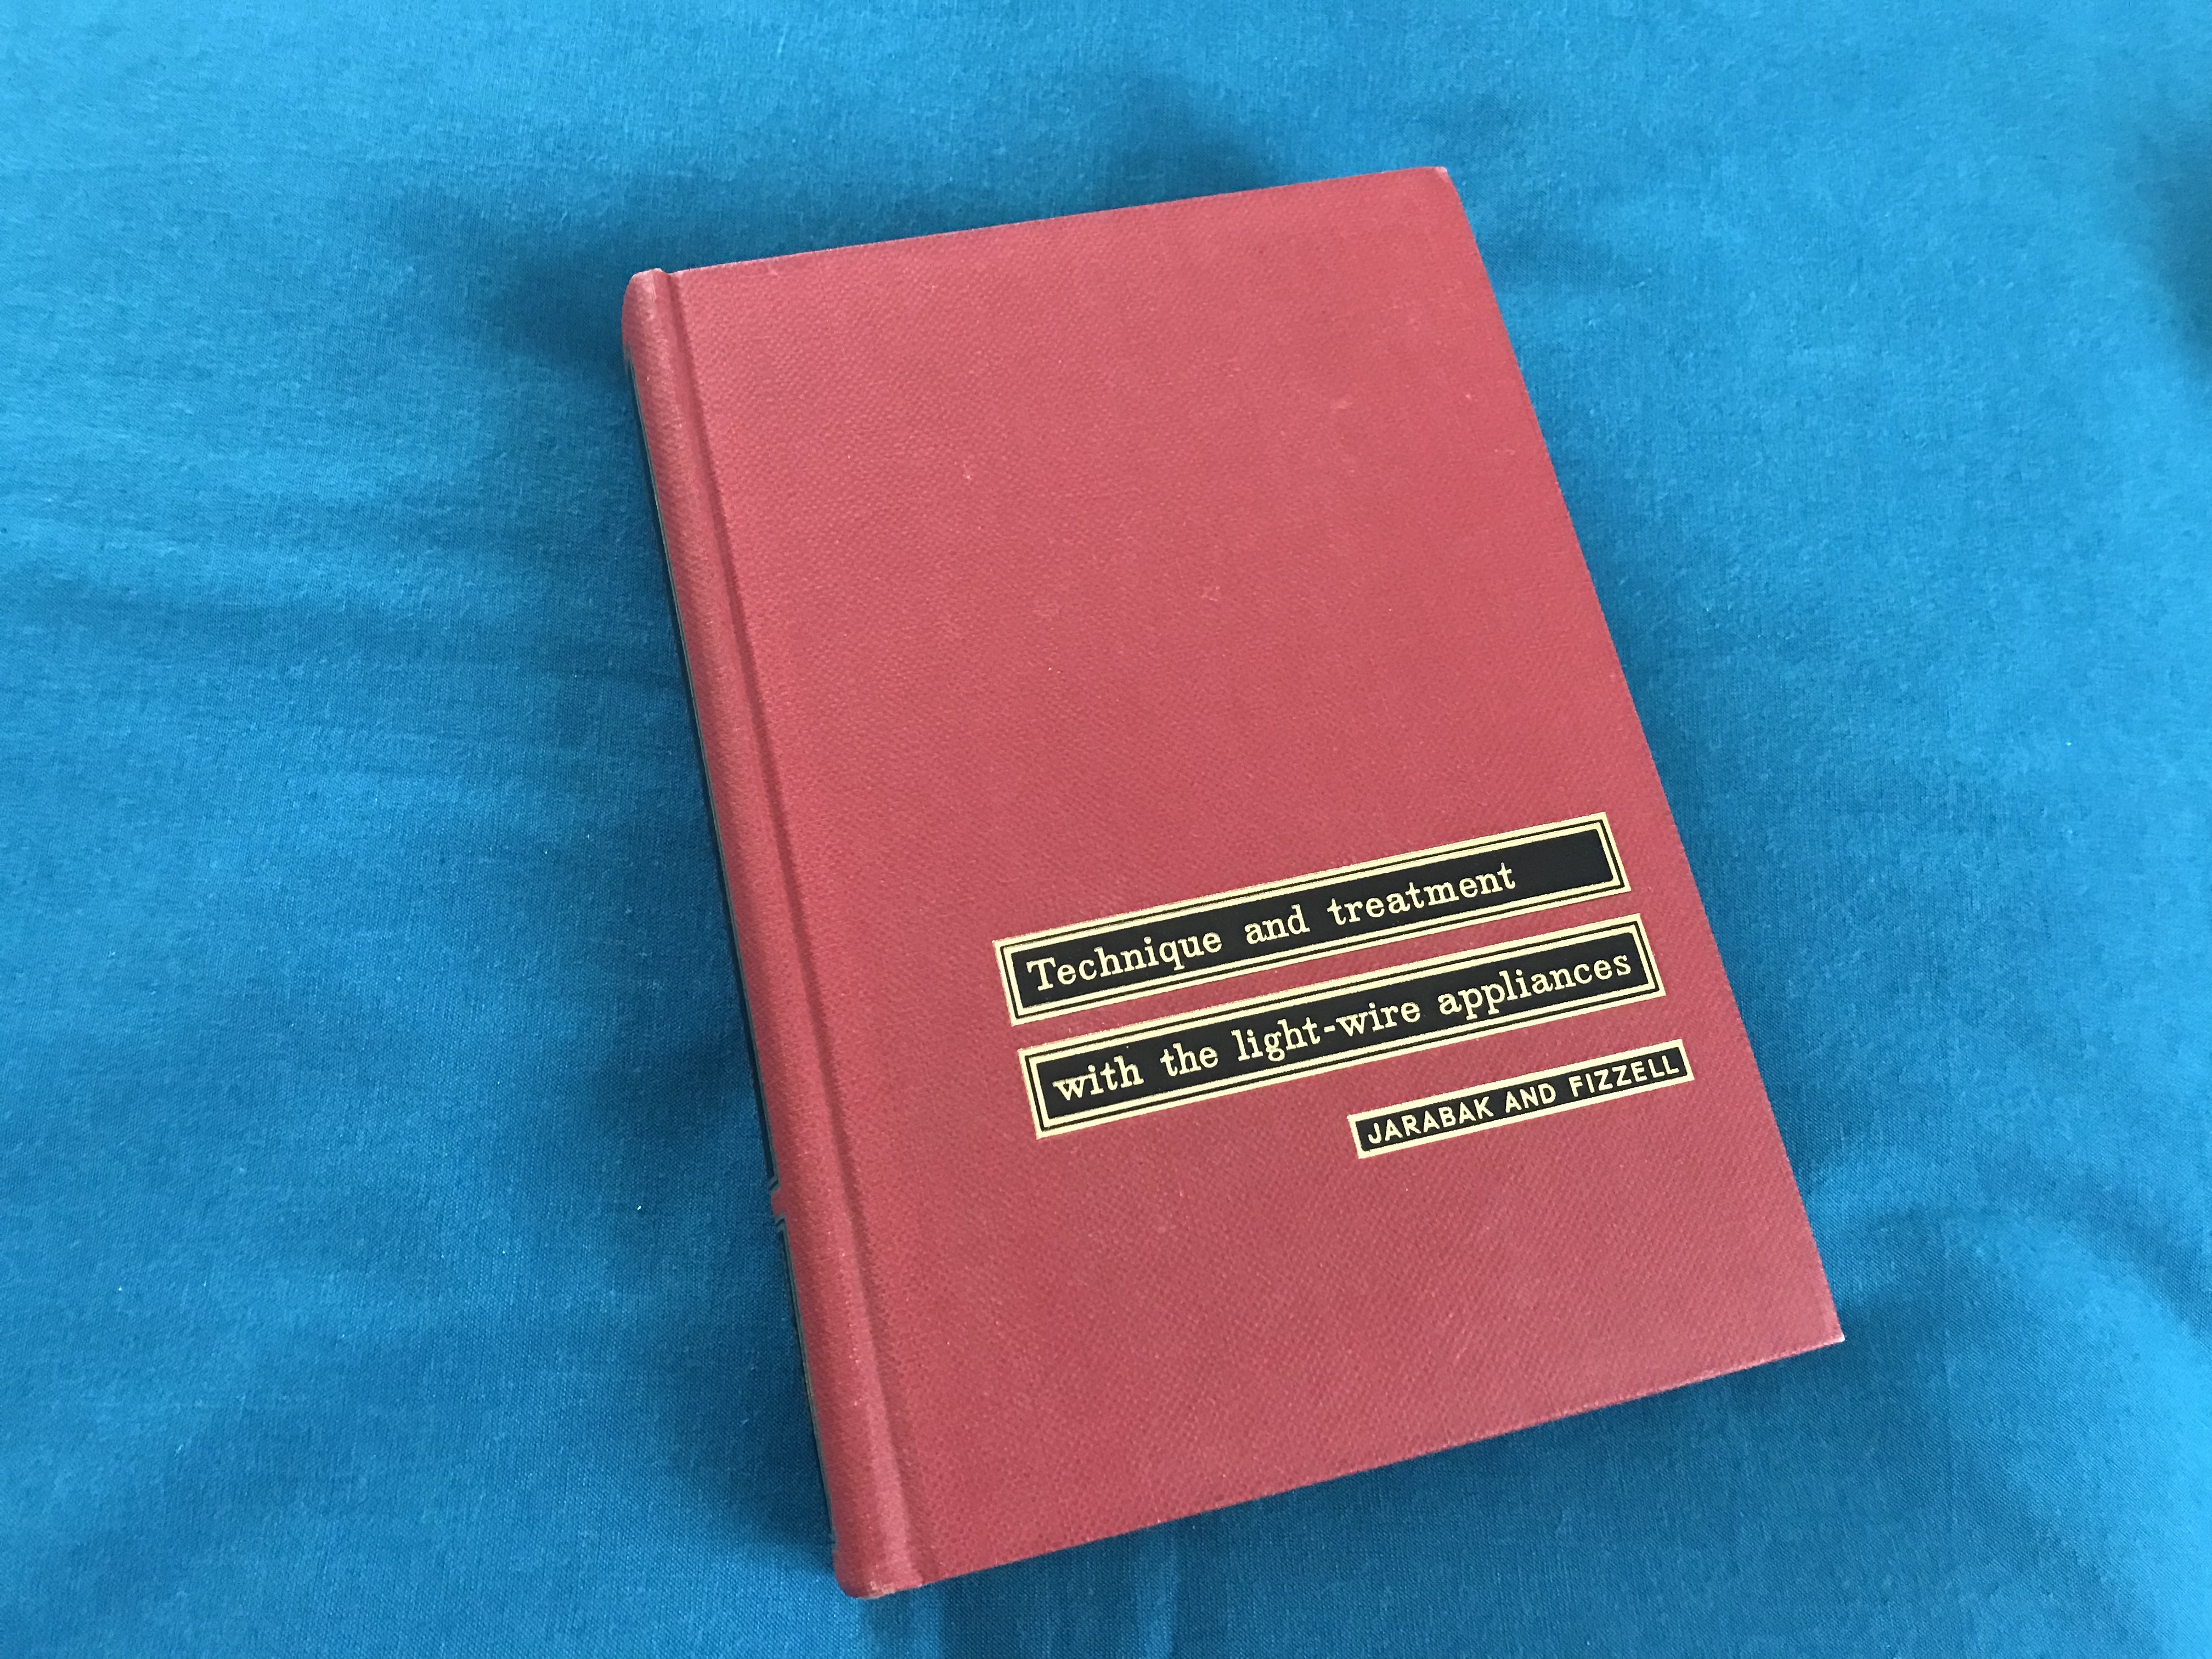 Technique and treatment
with the light-wire appliances
JARABAK AND FIZZELL